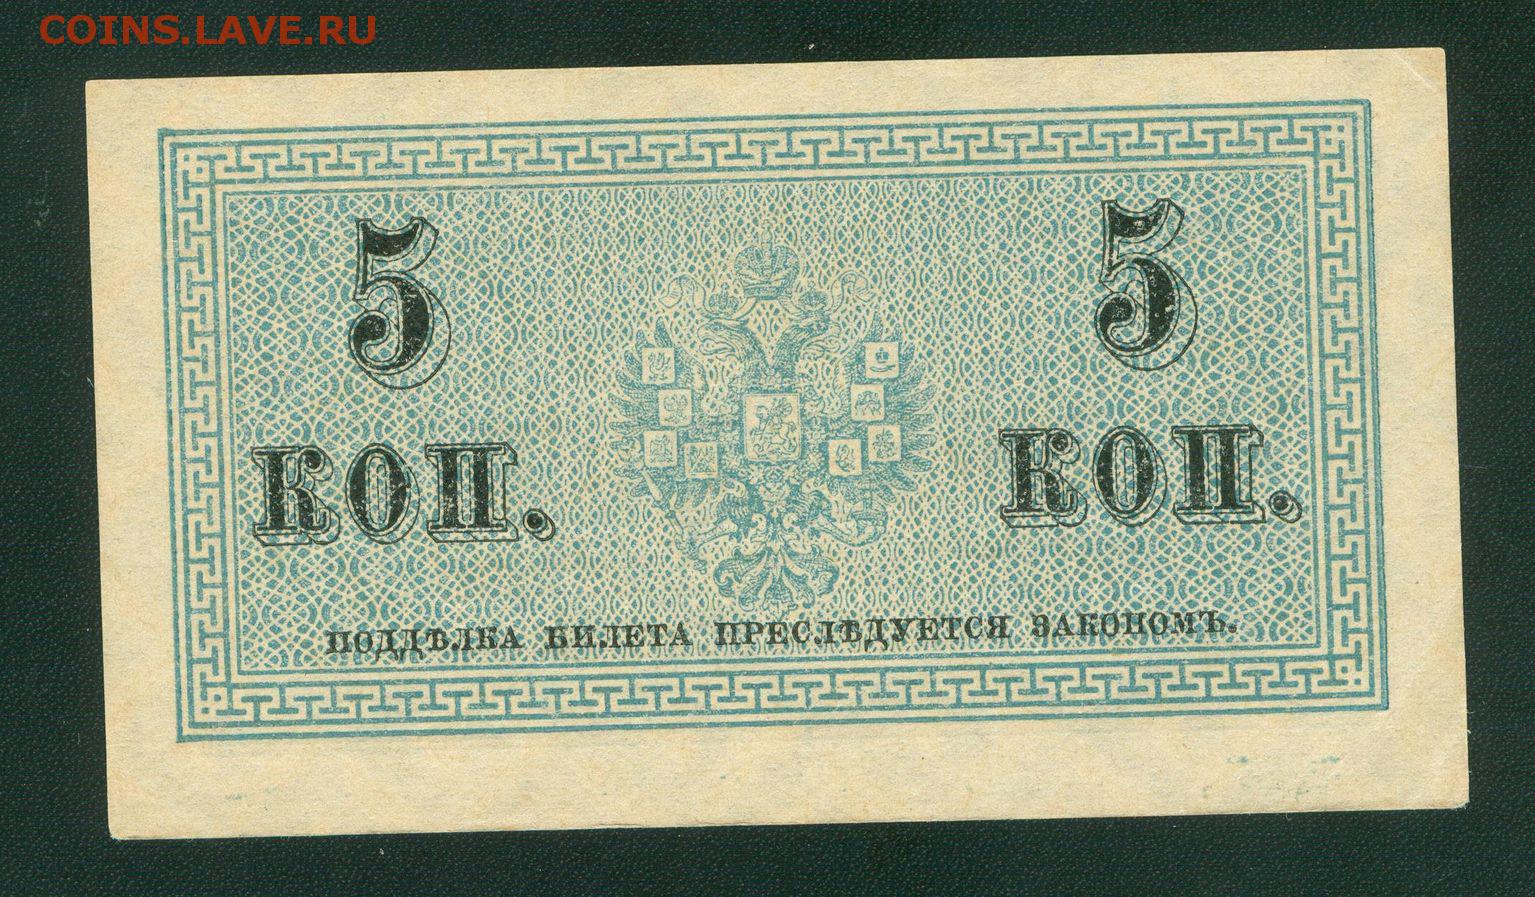 COINS.LAVE.RU
5
5
КОП.
КОП.
ПОДДѢЛКА БИЛЕТА ПРЕСЛѢДУЕТСЯ ЗАКОНОМЪ.